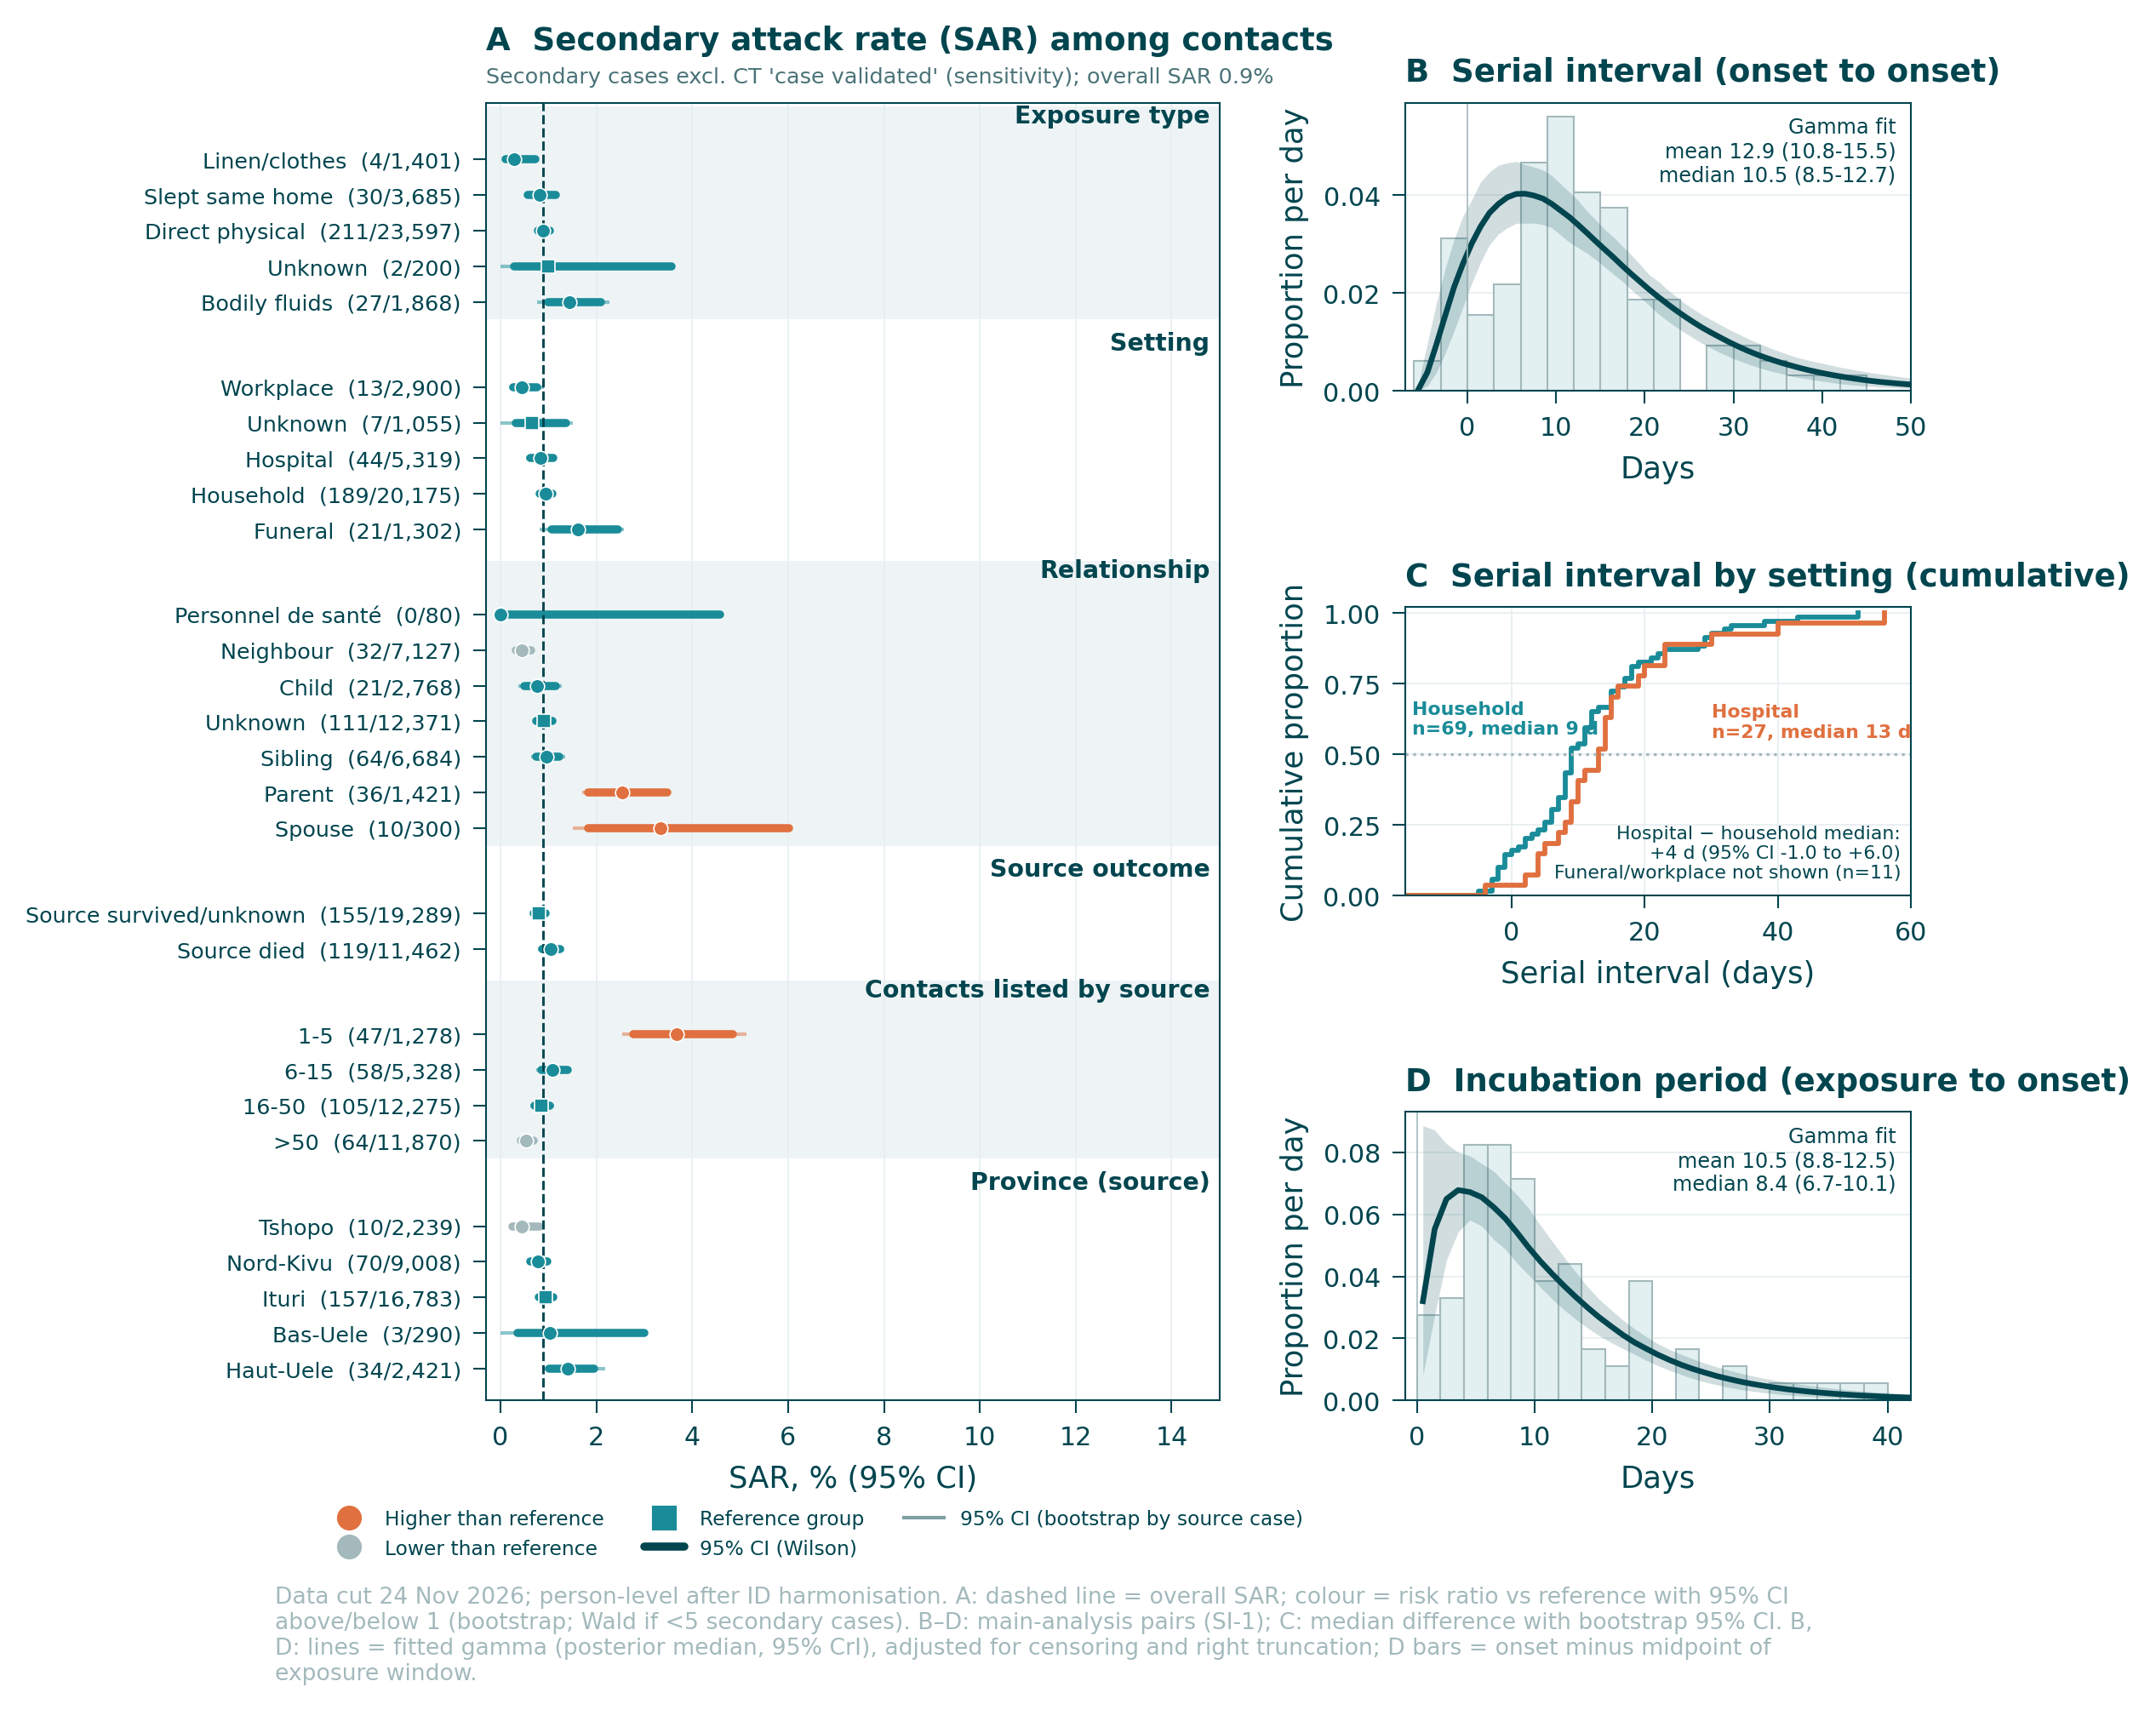 A  Secondary attack rate (SAR) among contacts
Secondary cases excl. CT 'case validated' (sensitivity); overall SAR 0.9%
Exposure type
Linen/clothes  (4/1,401)
Slept same home  (30/3,685)
Direct physical  (211/23,597)
Unknown  (2/200)
Bodily fluids  (27/1,868)
Setting
Workplace  (13/2,900)
Unknown  (7/1,055)
Hospital  (44/5,319)
Household  (189/20,175)
Funeral  (21/1,302)
Relationship
Personnel de santé  (0/80)
Neighbour  (32/7,127)
Child  (21/2,768)
Unknown  (111/12,371)
Sibling  (64/6,684)
Parent  (36/1,421)
Spouse  (10/300)
Source outcome
Source survived/unknown  (155/19,289)
Source died  (119/11,462)
Contacts listed by source
1-5  (47/1,278)
6-15  (58/5,328)
16-50  (105/12,275)
>50  (64/11,870)
Province (source)
Tshopo  (10/2,239)
Nord-Kivu  (70/9,008)
Ituri  (157/16,783)
Bas-Uele  (3/290)
Haut-Uele  (34/2,421)
0 2 4 6 8 10 12 14
SAR, % (95% CI)
Higher than reference
Lower than reference
Reference group
95% CI (Wilson)
95% CI (bootstrap by source case)
B  Serial interval (onset to onset)
Proportion per day
0.04
0.02
0.00
Gamma fit
mean 12.9 (10.8-15.5)
median 10.5 (8.5-12.7)
0 10 20 30 40 50
Days
C  Serial interval by setting (cumulative)
Cumulative proportion
1.00
0.75
0.50
0.25
0.00
Household
n=69, median 9 d
Hospital
n=27, median 13 d
Hospital − household median:
+4 d (95% CI -1.0 to +6.0)
Funeral/workplace not shown (n=11)
0 20 40 60
Serial interval (days)
D  Incubation period (exposure to onset)
Proportion per day
0.08
0.06
0.04
0.02
0.00
Gamma fit
mean 10.5 (8.8-12.5)
median 8.4 (6.7-10.1)
0 10 20 30 40
Days
Data cut 24 Nov 2026; person-level after ID harmonisation. A: dashed line = overall SAR; colour = risk ratio vs reference with 95% CI
above/below 1 (bootstrap; Wald if <5 secondary cases). B–D: main-analysis pairs (SI-1); C: median difference with bootstrap 95% CI. B,
D: lines = fitted gamma (posterior median, 95% CrI), adjusted for censoring and right truncation; D bars = onset minus midpoint of
exposure window.